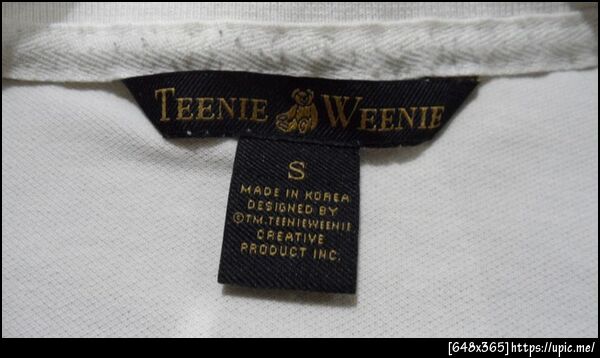 TEENIE WEENIE
S
MADE IN KOREA
DESIGNED BY
©TM.TEENIEWEENIE
CREATIVE
PRODUCT INC.
[648x365]https://upic.me/